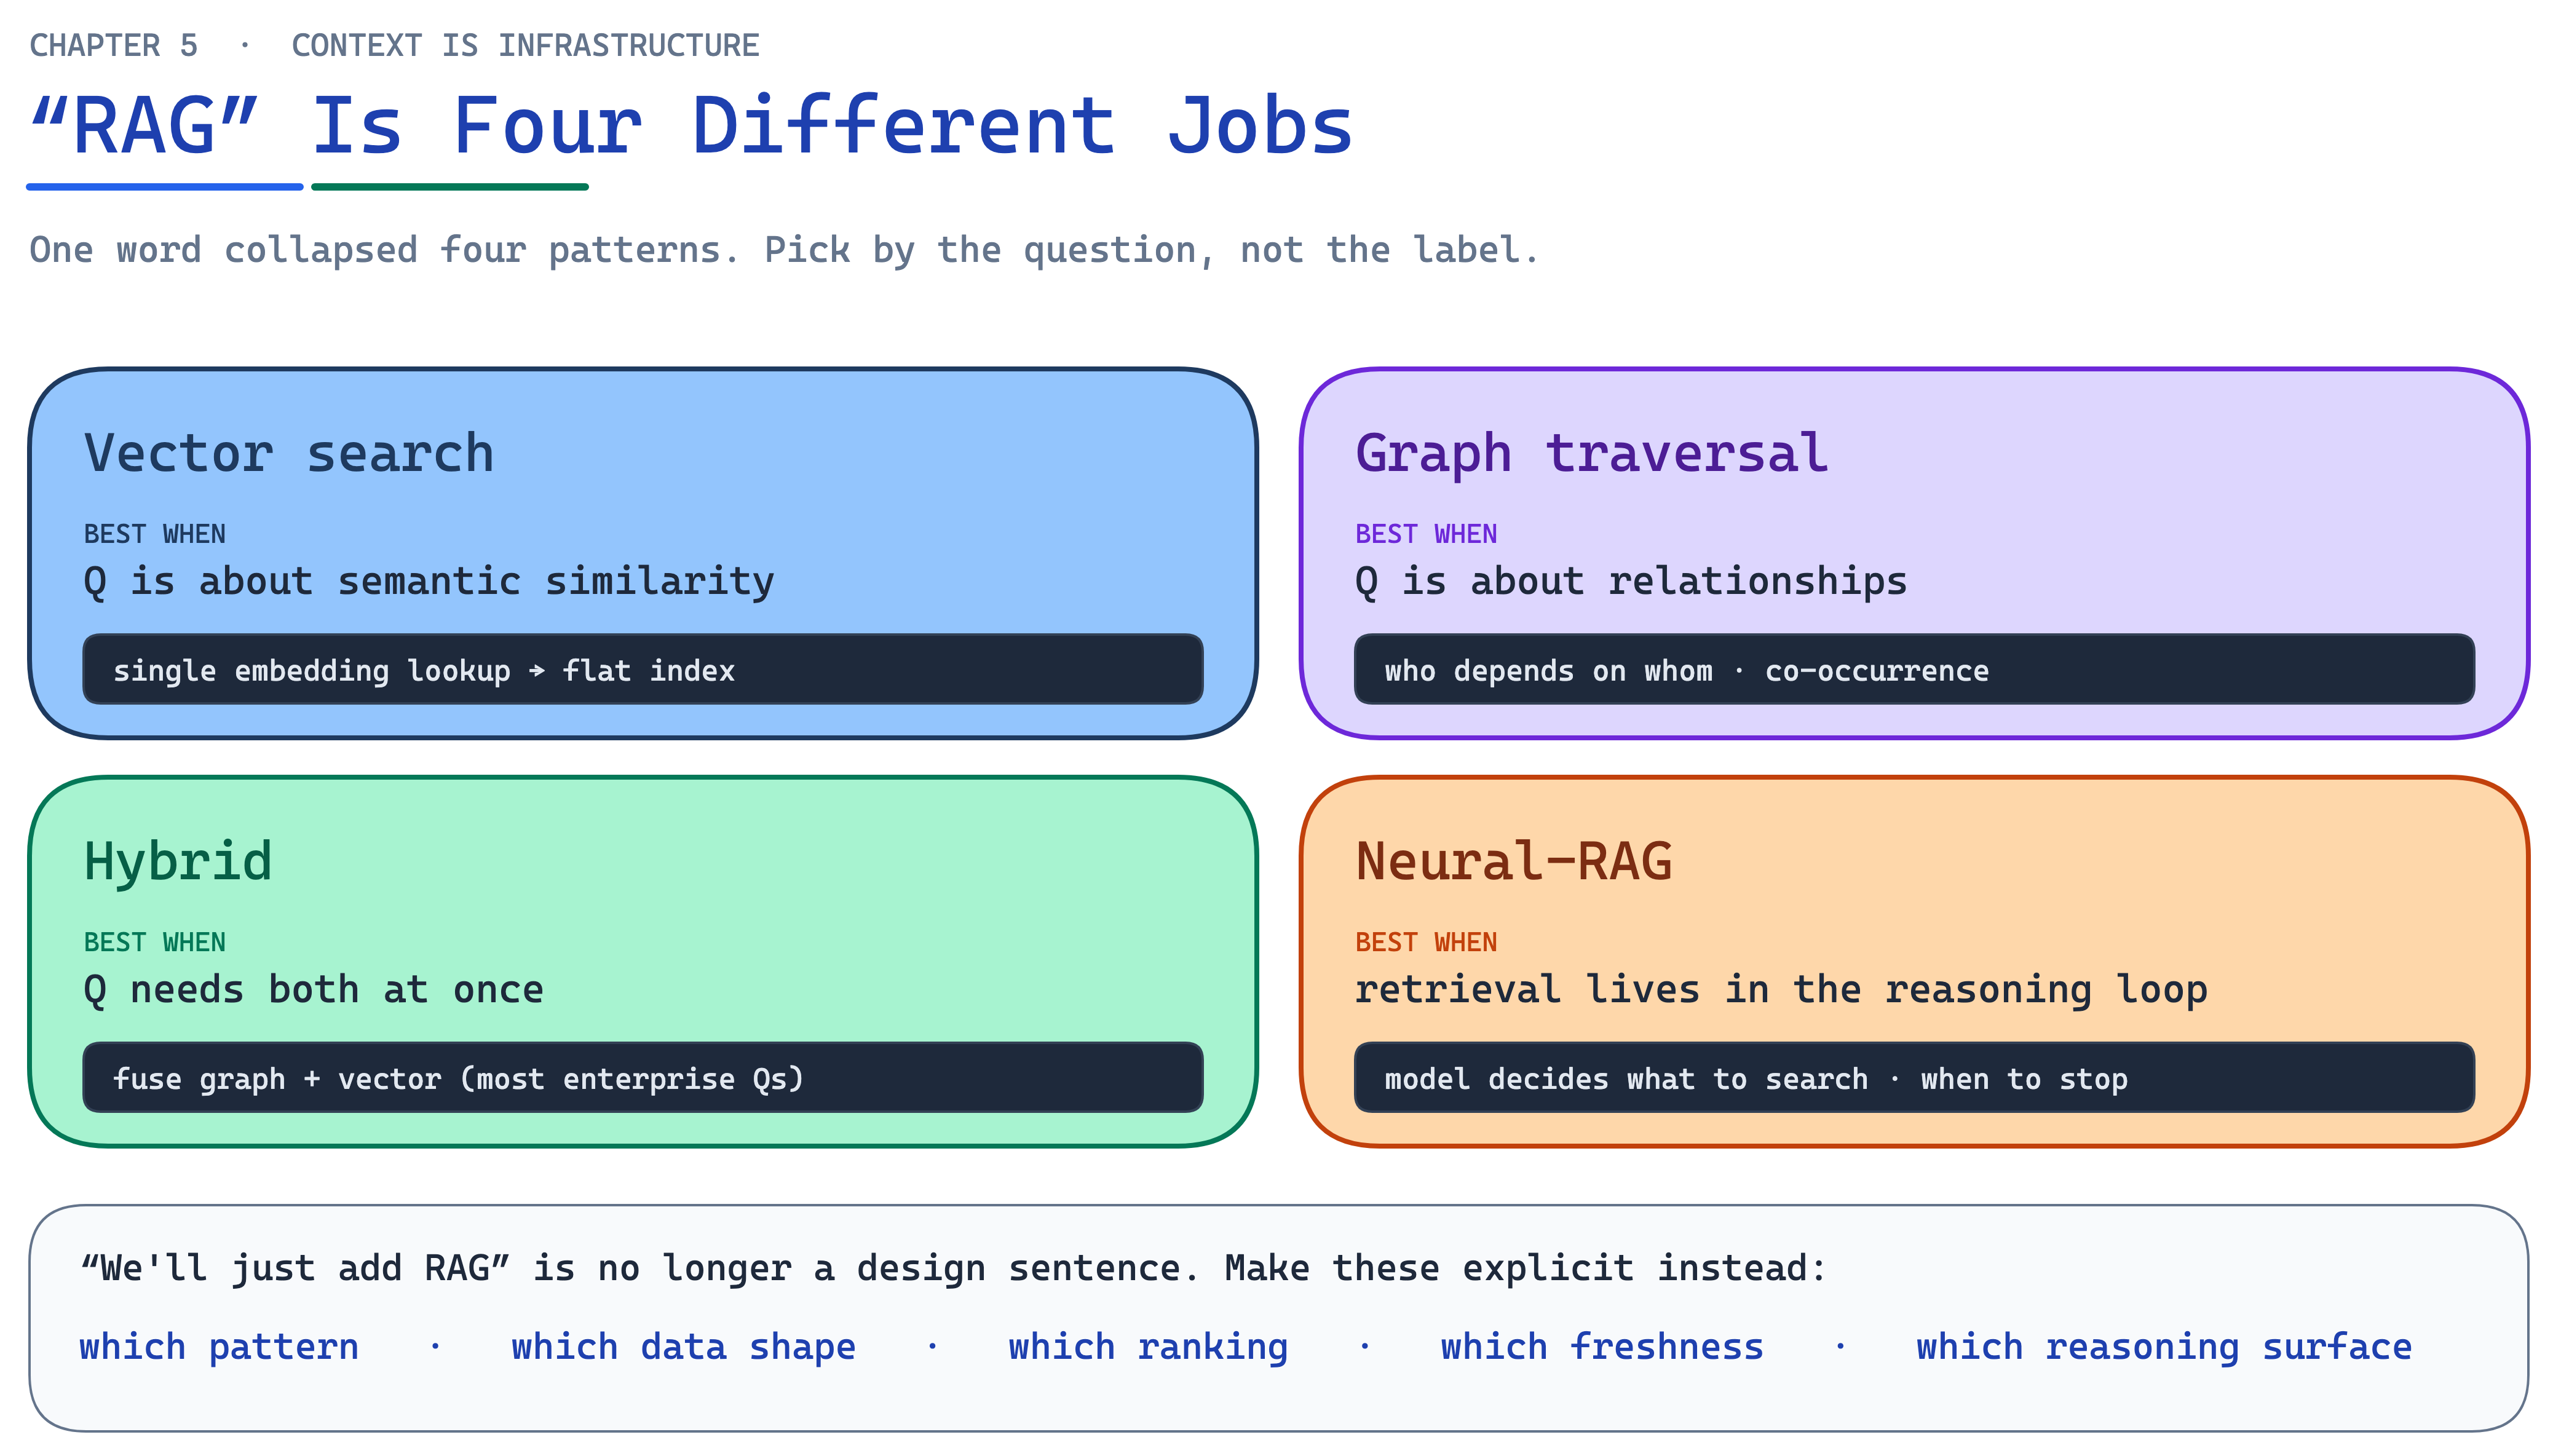 CHAPTER 5 · CONTEXT IS INFRASTRUCTURE
“RAG” Is Four Different Jobs
One word collapsed four patterns. Pick by the question, not the label.
Vector search
BEST WHEN
Q is about semantic similarity
single embedding lookup → flat index
Graph traversal
BEST WHEN
Q is about relationships
who depends on whom · co-occurrence
Hybrid
BEST WHEN
Q needs both at once
fuse graph + vector (most enterprise Qs)
Neural-RAG
BEST WHEN
retrieval lives in the reasoning loop
model decides what to search · when to stop
“We'll just add RAG” is no longer a design sentence. Make these explicit instead:
which pattern · which data shape · which ranking · which freshness · which reasoning surface